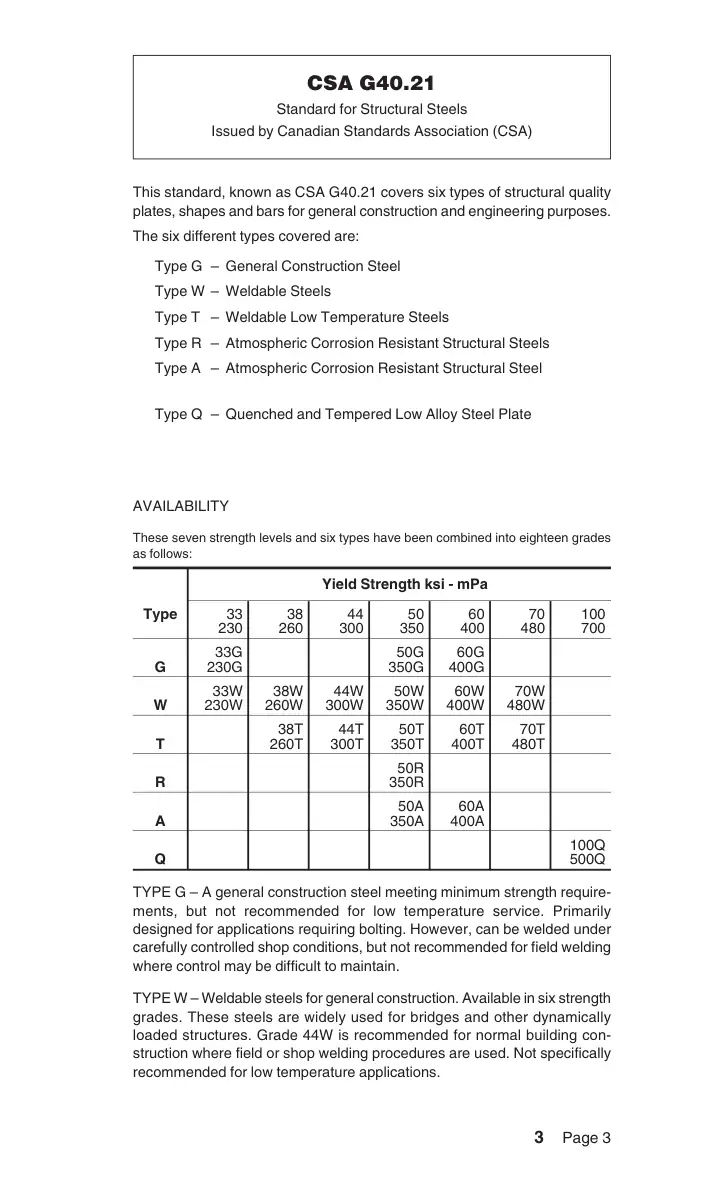 CSA G40.21
Standard for Structural Steels
Issued by Canadian Standards Association (CSA)
This standard, known as CSA G40.21 covers six types of structural quality
plates, shapes and bars for general construction and engineering purposes.
The six different types covered are:
Type G – General Construction Steel
Type W – Weldable Steels
Type T – Weldable Low Temperature Steels
Type R – Atmospheric Corrosion Resistant Structural Steels
Type A – Atmospheric Corrosion Resistant Structural Steel
Type Q – Quenched and Tempered Low Alloy Steel Plate
AVAILABILITY
These seven strength levels and six types have been combined into eighteen grades
as follows:
Yield Strength ksi - mPa
Type 33 38 44 50 60 70 100
230 260 300 350 400 480 700
33G 50G 60G
G 230G 350G 400G
33W 38W 44W 50W 60W 70W
W 230W 260W 300W 350W 400W 480W
38T 44T 50T 60T 70T
T 260T 300T 350T 400T 480T
50R
R 350R
50A 60A
A 350A 400A
100Q
Q 500Q
TYPE G – A general construction steel meeting minimum strength require-
ments, but not recommended for low temperature service. Primarily
designed for applications requiring bolting. However, can be welded under
carefully controlled shop conditions, but not recommended for field welding
where control may be difficult to maintain.
TYPE W – Weldable steels for general construction. Available in six strength
grades. These steels are widely used for bridges and other dynamically
loaded structures. Grade 44W is recommended for normal building con-
struction where field or shop welding procedures are used. Not specifically
recommended for low temperature applications.
3 Page 3